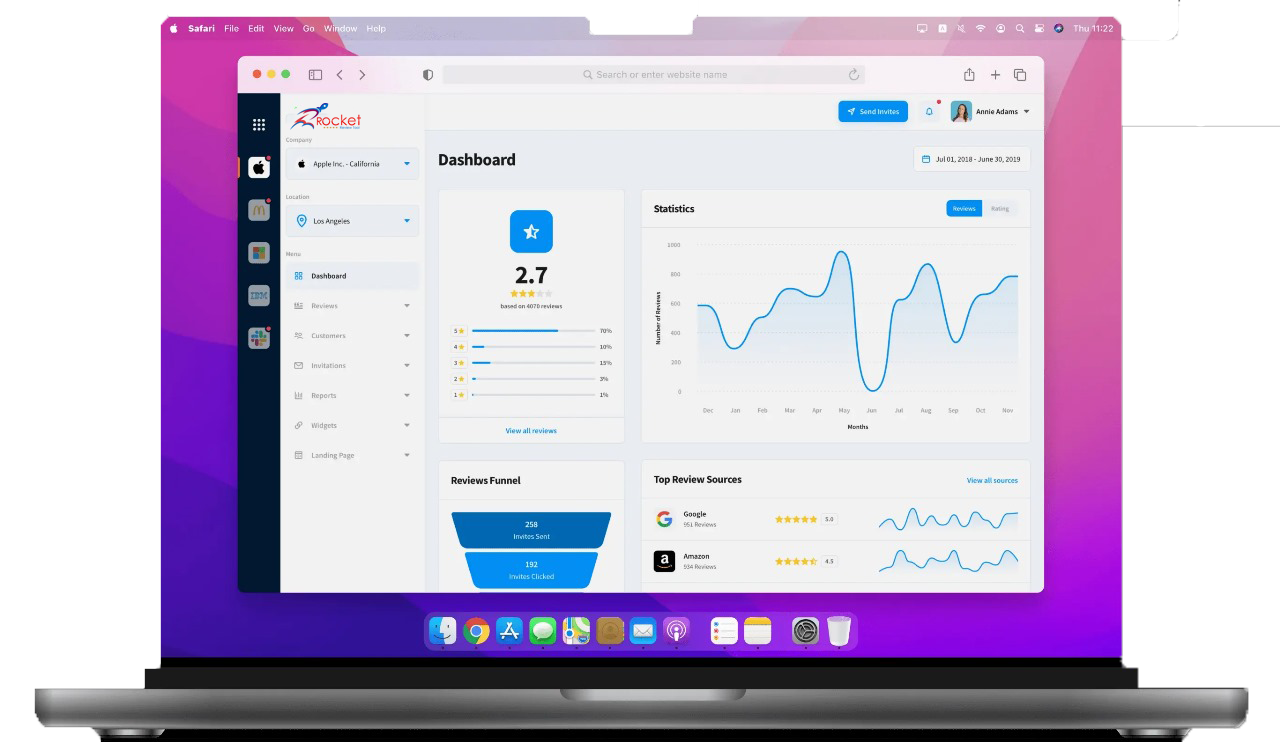 Safari File Edit View Go Window Help
Thu 11:22
Search or enter website name
Rocket
Send Invites
Annie Adams
Company
Apple Inc. - California
Location
Los Angeles
Menu
Dashboard
Reviews
Customers
Invitations
Reports
Widgets
Landing Page
IBM
Dashboard
Jul 01, 2018 - June 30, 2019
2.7
based on 4070 reviews
5 70%
4 10%
3 15%
2 3%
1 1%
View all reviews
Statistics
Reviews Rating
Number of Reviews
1000
800
600
400
200
0
Dec Jan Feb Mar Apr May Jun Jul Aug Sep Oct Nov
Months
Reviews Funnel
258
Invites Sent
192
Invites Clicked
Top Review Sources
View all sources
Google
951 Reviews
5.0
Amazon
934 Reviews
4.5